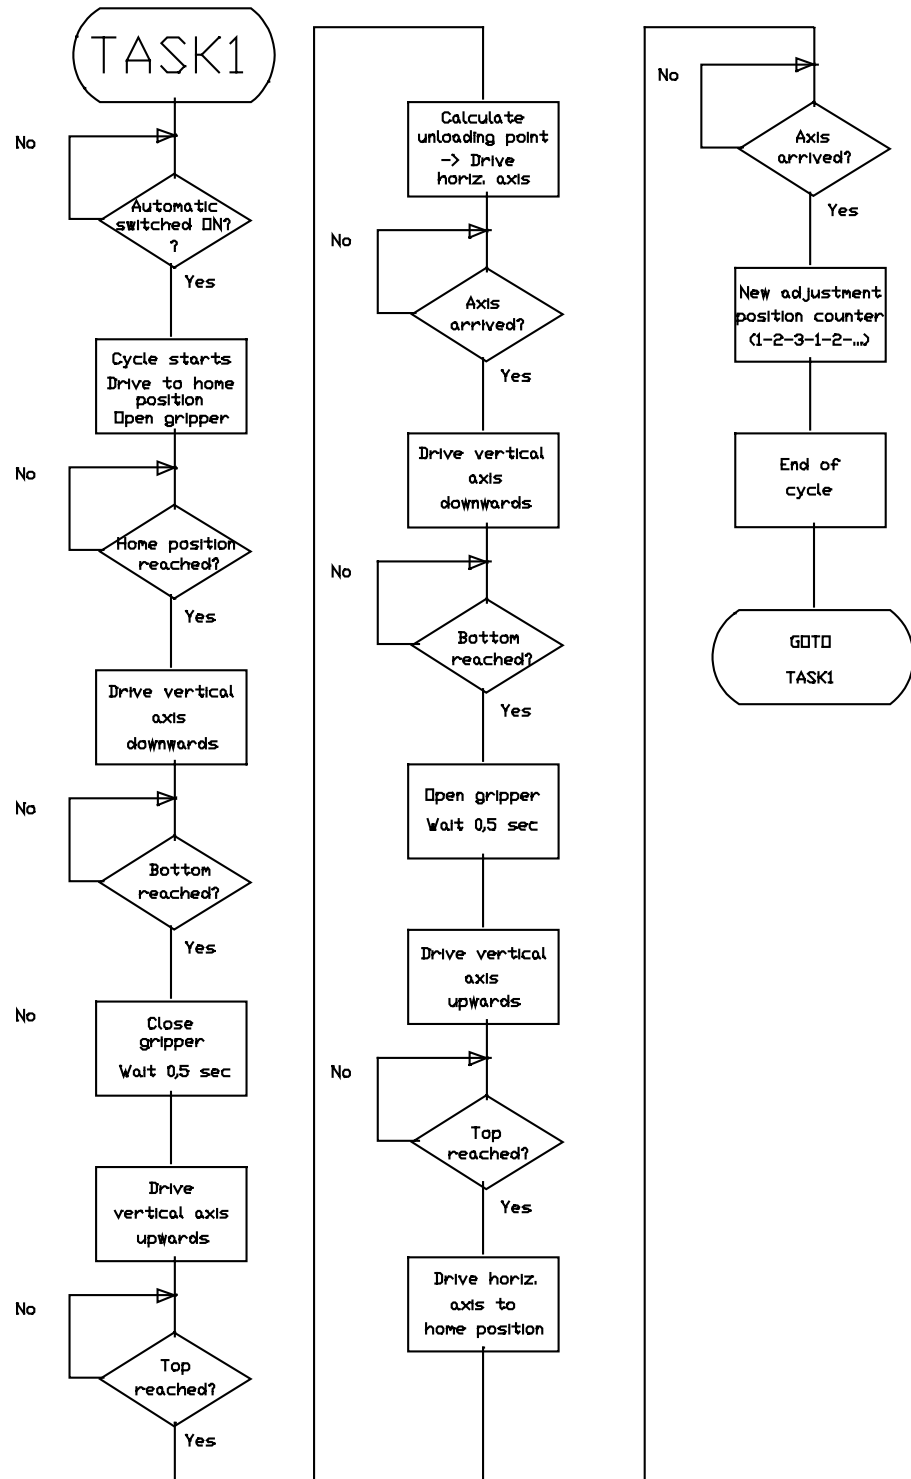 TASK1
No
Automatic
switched ON?
?
Yes
Cycle starts
Drive to home
position
Open gripper
No
Home position
reached?
Yes
Drive vertical
axis
downwards
No
Bottom
reached?
Yes
No
Close
gripper
Wait 0,5 sec
Drive
vertical axis
upwards
No
Top
reached?
Yes
Calculate
unloading point
-> Drive
horiz. axis
No
Axis
arrived?
Yes
Drive vertical
axis
downwards
No
Bottom
reached?
Yes
Open gripper
Wait 0,5 sec
Drive vertical
axis
upwards
No
Top
reached?
Yes
Drive horiz.
axis to
home position
No
Axis
arrived?
Yes
New adjustment
position counter
(1-2-3-1-2-...)
End of
cycle
GOTO
TASK1